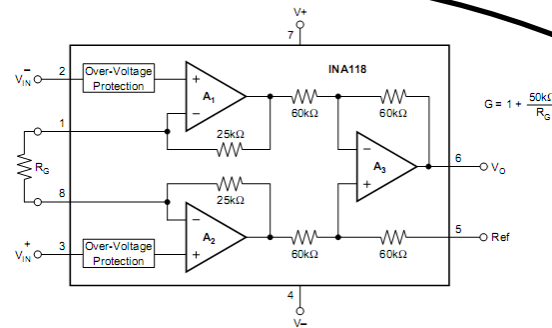 V+
7
INA118
V⁻IN
2
Over-Voltage
Protection
A1
+
−
60kΩ
60kΩ
G = 1 + 50kΩ
RG
1
25kΩ
RG
A3
−
+
6
VO
8
25kΩ
A2
−
+
5
Ref
V⁺IN
3
Over-Voltage
Protection
60kΩ
60kΩ
4
V−